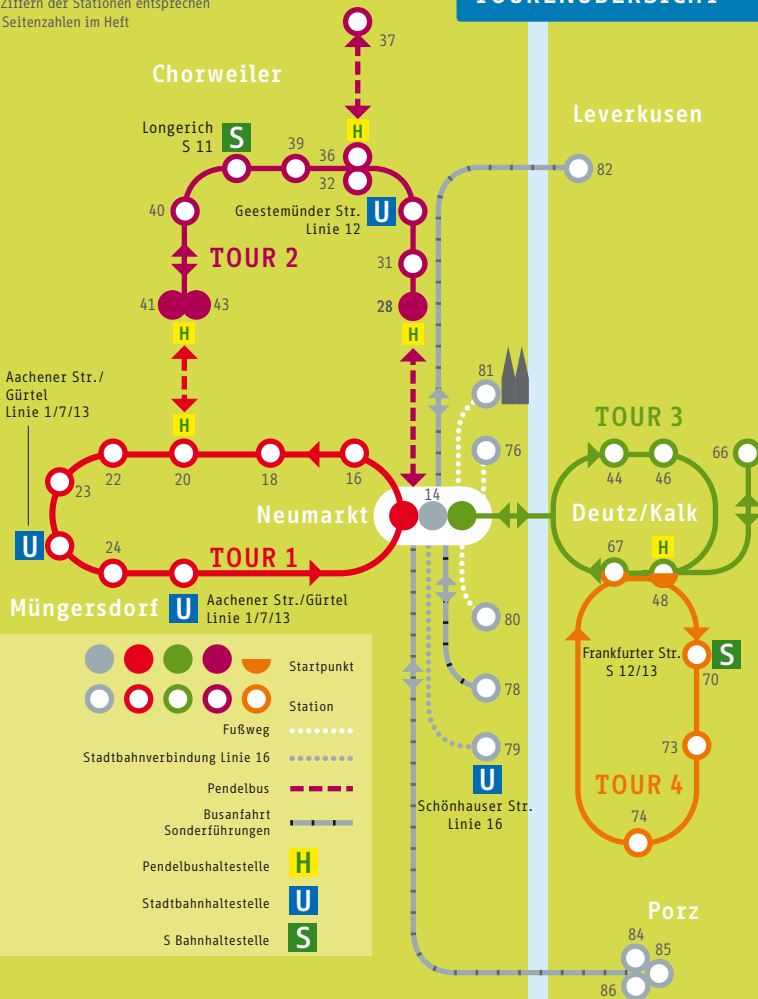 Ziffern der Stationen entsprechen
Seitenzahlen im Heft
TOURENÜBERSICHT
37
Chorweiler
Leverkusen
Longerich
S 11
S
39
36
H
32
82
40
Geestemünder Str.
Linie 12
U
TOUR 2
31
41
43
28
H
H
Aachener Str./
Gürtel
Linie 1/7/13
81
H
TOUR 3
76
66
22
20
18
16
44
46
23
14
Neumarkt
Deutz/Kalk
U
24
TOUR 1
67
H
48
Müngersdorf
U
Aachener Str./Gürtel
Linie 1/7/13
80
Frankfurter Str.
S 12/13
S
70
78
73
79
U
TOUR 4
Schönhauser Str.
Linie 16
74
Startpunkt
Station
Fußweg
Stadtbahnverbindung Linie 16
Pendelbus
Busanfahrt
Sonderführungen
Pendelbushaltestelle
H
Stadtbahnhaltestelle
U
S Bahnhaltestelle
S
Porz
84
85
86